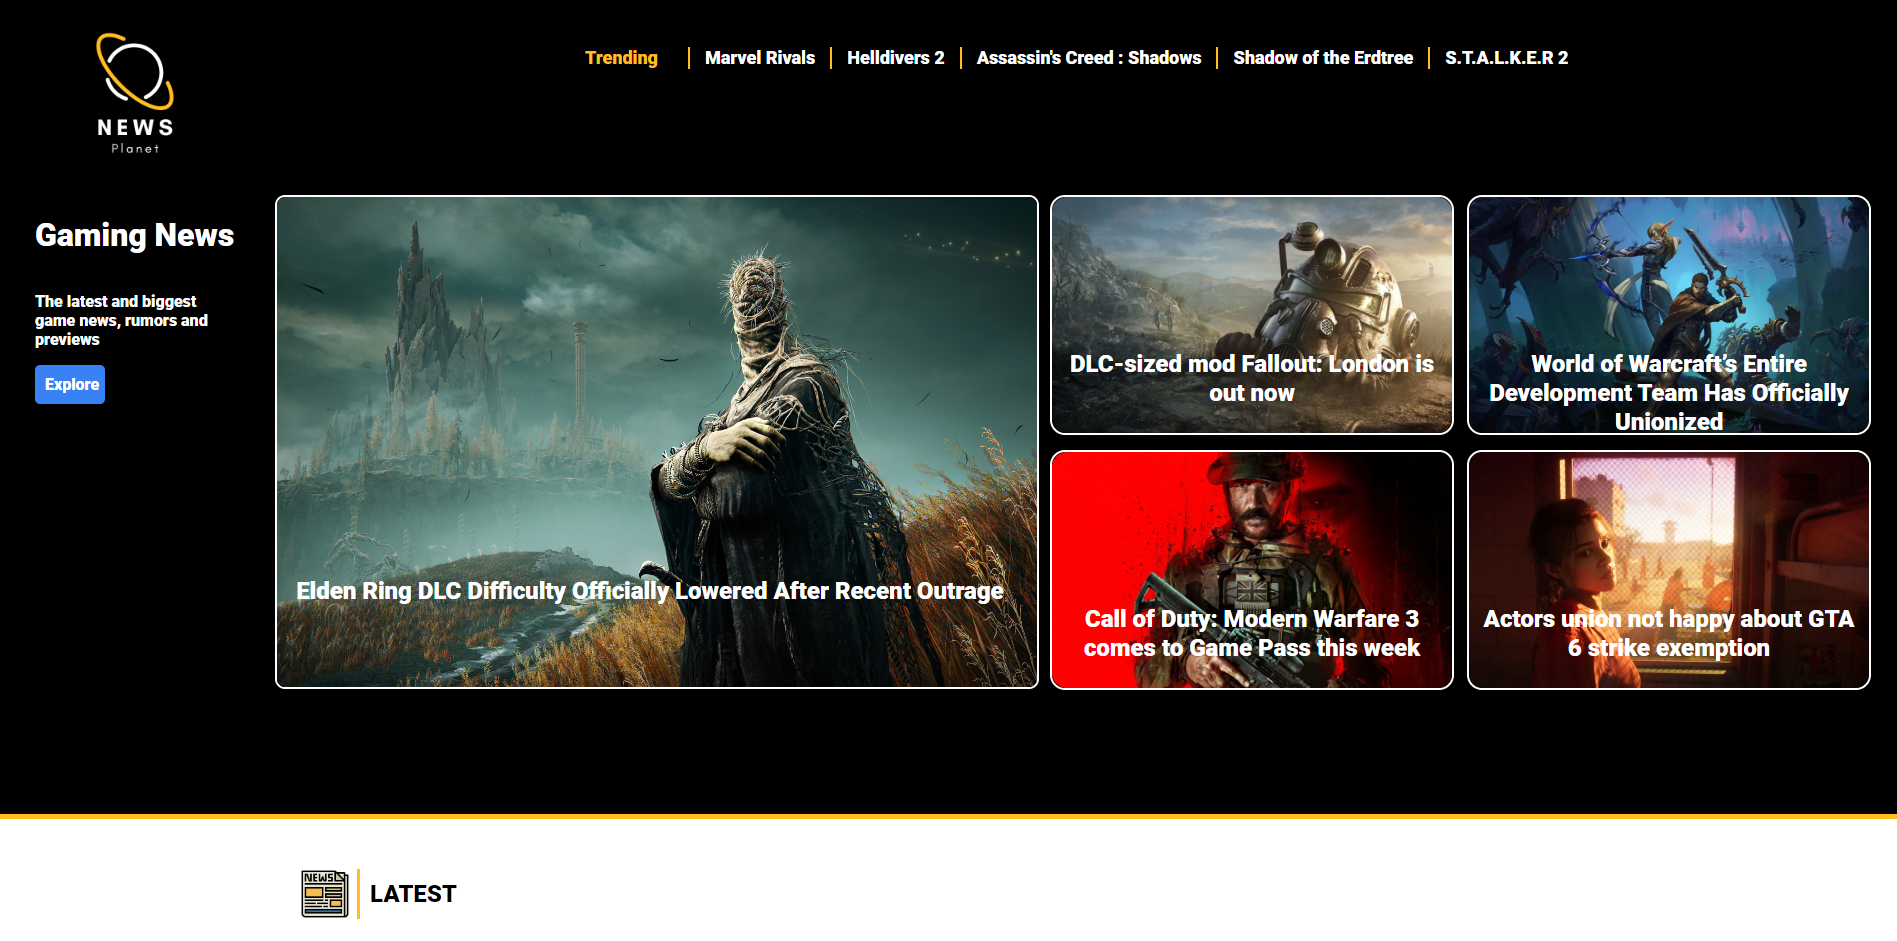 NEWS
Planet
Trending
Marvel Rivals
Helldivers 2
Assassin's Creed : Shadows
Shadow of the Erdtree
S.T.A.L.K.E.R 2
Gaming News
The latest and biggest
game news, rumors and
previews
Explore
Elden Ring DLC Difficulty Officially Lowered After Recent Outrage
DLC-sized mod Fallout: London is
out now
World of Warcraft’s Entire
Development Team Has Officially
Unionized
Call of Duty: Modern Warfare 3
comes to Game Pass this week
Actors union not happy about GTA
6 strike exemption
NEWS
LATEST